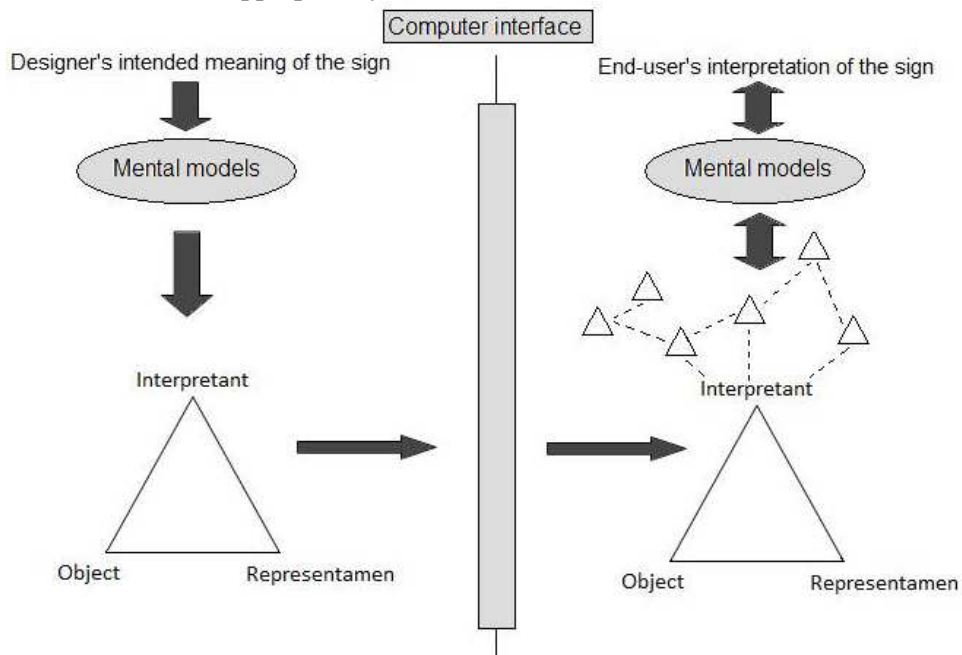 Computer interface
Designer's intended meaning of the sign
End-user's interpretation of the sign
Mental models
Mental models
Interpretant
Interpretant
Object
Representamen
Object
Representamen